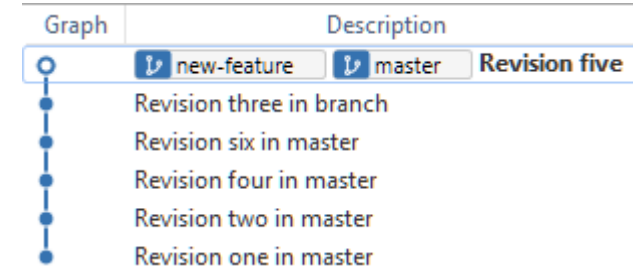 Graph Description
new-feature master Revision five
Revision three in branch
Revision six in master
Revision four in master
Revision two in master
Revision one in master